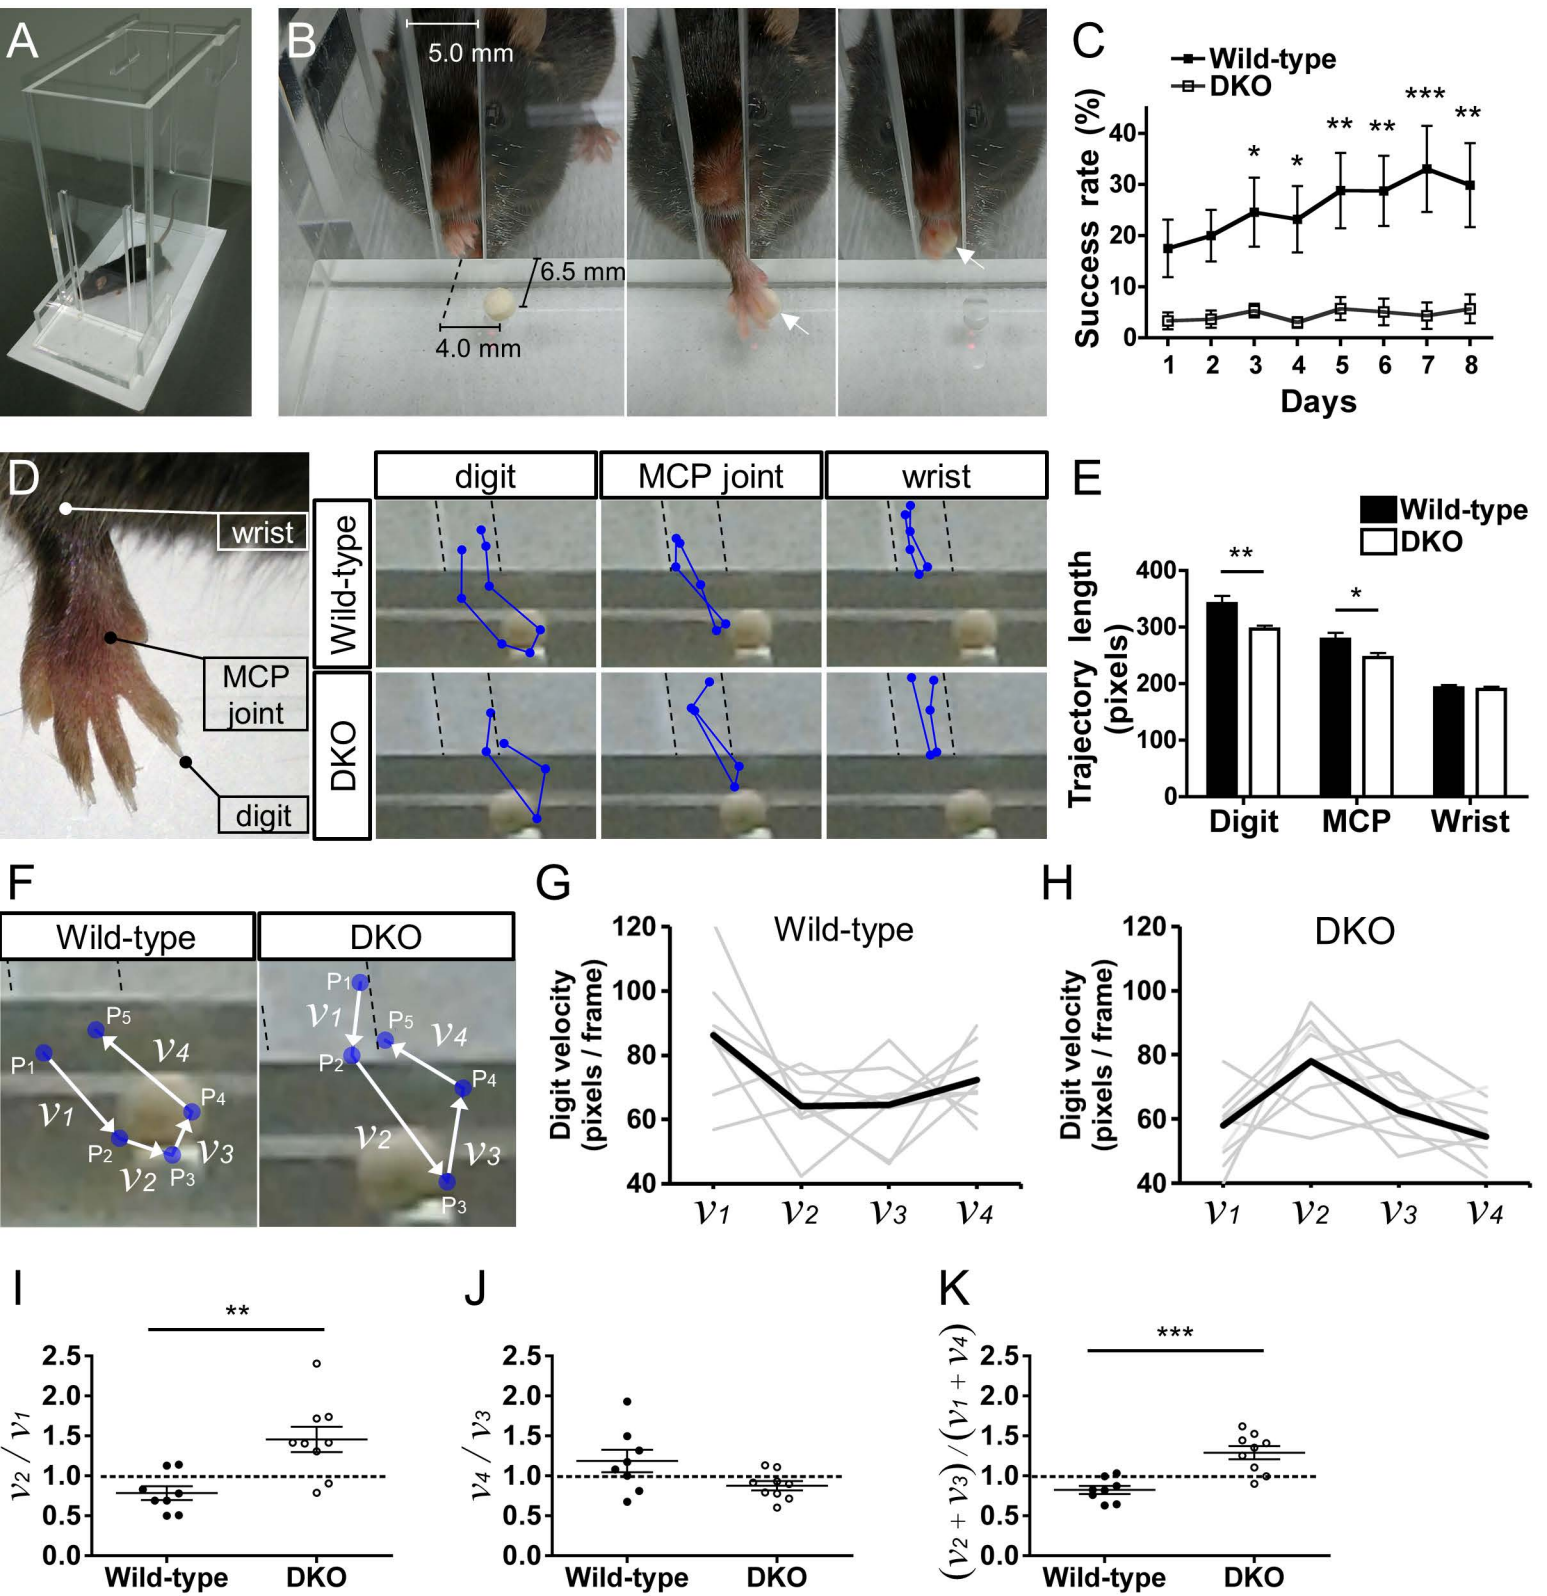 A
B
5.0 mm
6.5 mm
4.0 mm
C
Wild-type
DKO
Success rate (%)
40
30
20
10
0
*
*
**
**
***
**
1 2 3 4 5 6 7 8
Days
D
wrist
MCP
joint
digit
digit
MCP joint
wrist
Wild-type
DKO
E
Wild-type
DKO
Trajectory length
(pixels)
400
300
200
100
0
**
*
Digit MCP Wrist
F
Wild-type
DKO
P5
P1
v4
v1
P4
P2
v2
P3
v3
P1
v1
P5
v4
P2
P4
v2
v3
P3
G
Wild-type
Digit velocity
(pixels / frame)
120
100
80
60
40
v1 v2 v3 v4
H
DKO
Digit velocity
(pixels / frame)
120
100
80
60
40
v1 v2 v3 v4
I
**
v2 / v1
2.5
2.0
1.5
1.0
0.5
0.0
Wild-type DKO
J
v4 / v3
2.5
2.0
1.5
1.0
0.5
0.0
Wild-type DKO
K
***
(v2 + v3) / (v1 + v4)
2.5
2.0
1.5
1.0
0.5
0.0
Wild-type DKO